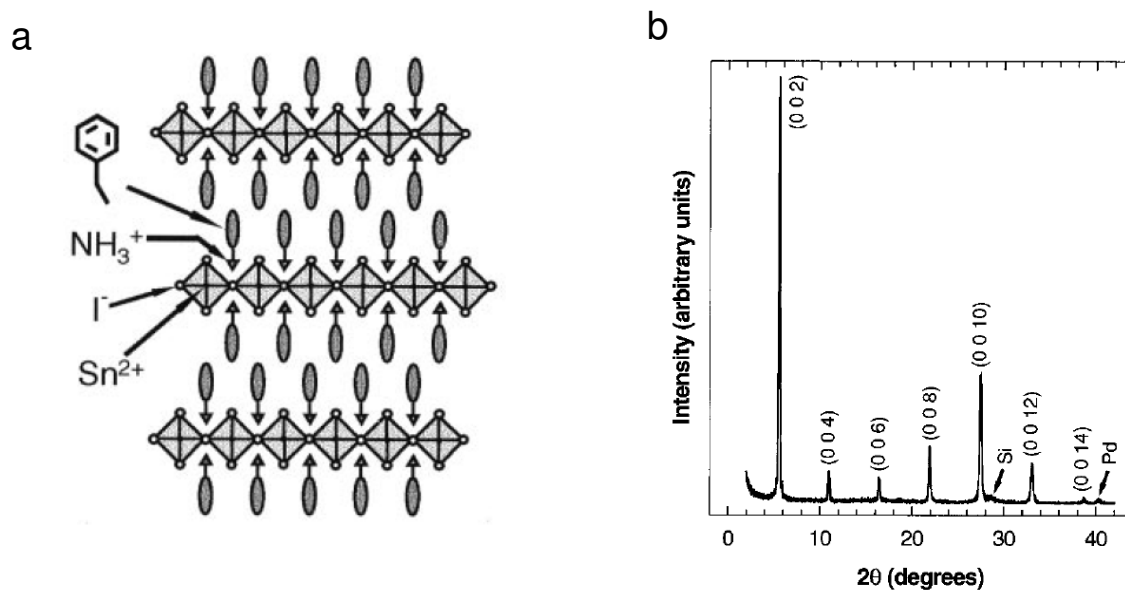 a
NH₃⁺
I⁻
Sn²⁺
b
Intensity (arbitrary units)
(0 0 2)
(0 0 4)
(0 0 6)
(0 0 8)
(0 0 10)
Si
(0 0 12)
(0 0 14)
Pd
0 10 20 30 40
2θ (degrees)